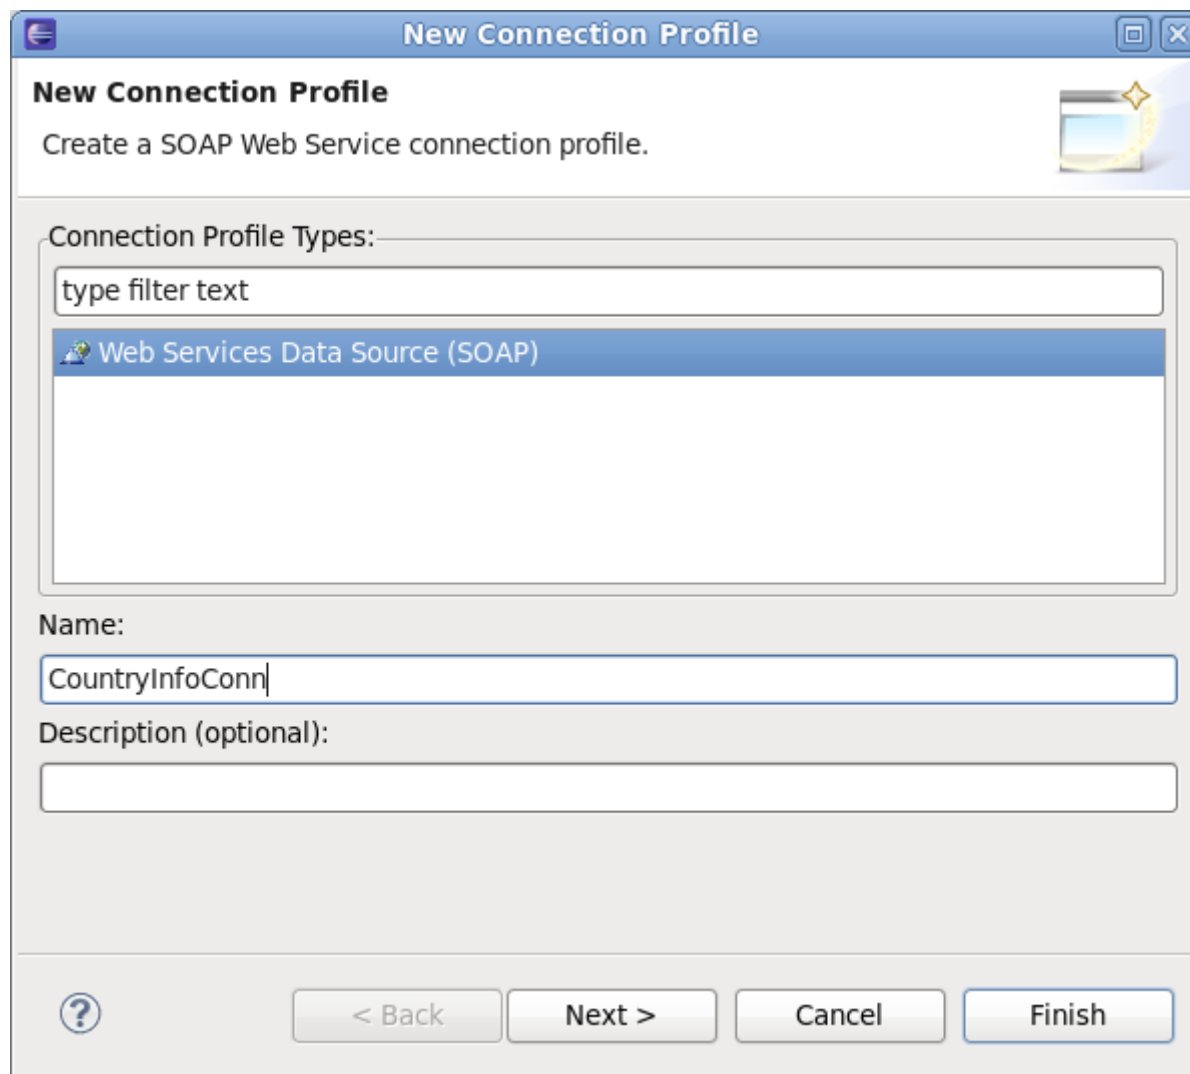 New Connection Profile
New Connection Profile
Create a SOAP Web Service connection profile.
Connection Profile Types:
type filter text
Web Services Data Source (SOAP)
Name:
CountryInfoConn
Description (optional):
? < Back Next > Cancel Finish